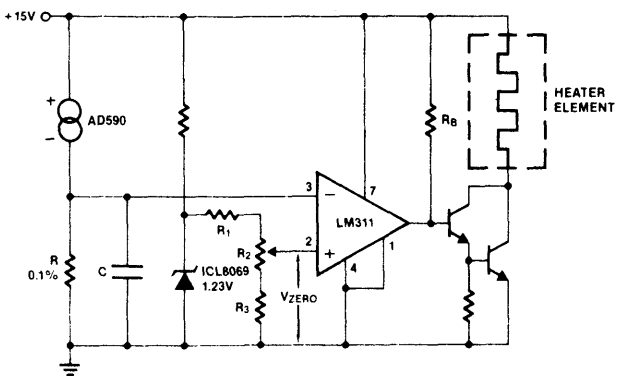 +15V
HEATER
ELEMENT
+
AD590
−
RB
3
−
7
LM311
2
+
4
1
R1
R2
R3
R
0.1%
C
ICL8069
1.23V
VZERO